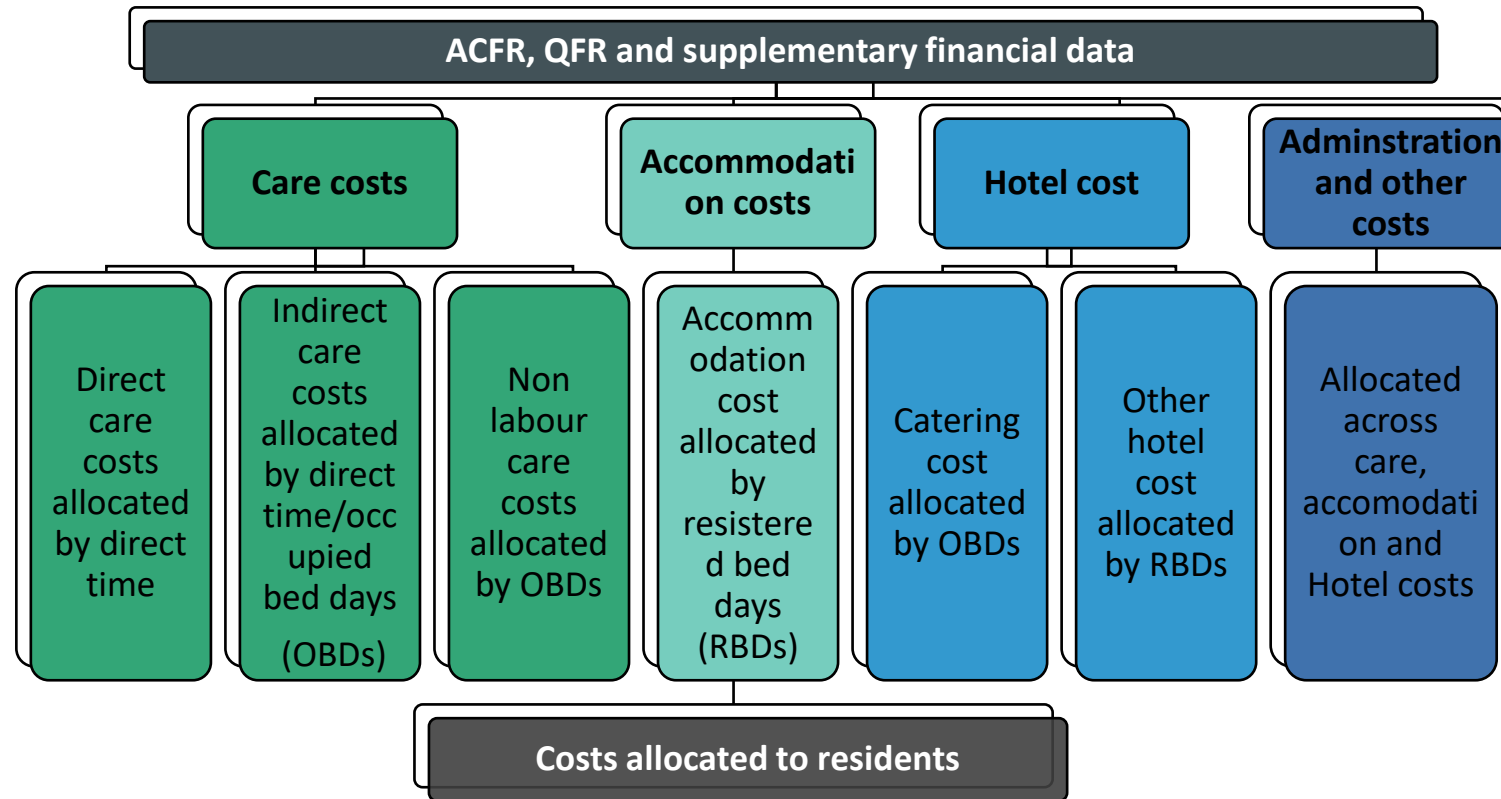 ACFR, QFR and supplementary financial data
Care costs
Accommodati
on costs
Hotel cost
Adminstration
and other
costs
Direct
care
costs
allocated
by direct
time
Indirect
care
costs
allocated
by direct
time/occ
upied
bed days
(OBDs)
Non
labour
care
costs
allocated
by OBDs
Accomm
odation
cost
allocated
by
resistere
d bed
days
(RBDs)
Catering
cost
allocated
by OBDs
Other
hotel
cost
allocated
by RBDs
Allocated
across
care,
accomodati
on and
Hotel costs
Costs allocated to residents